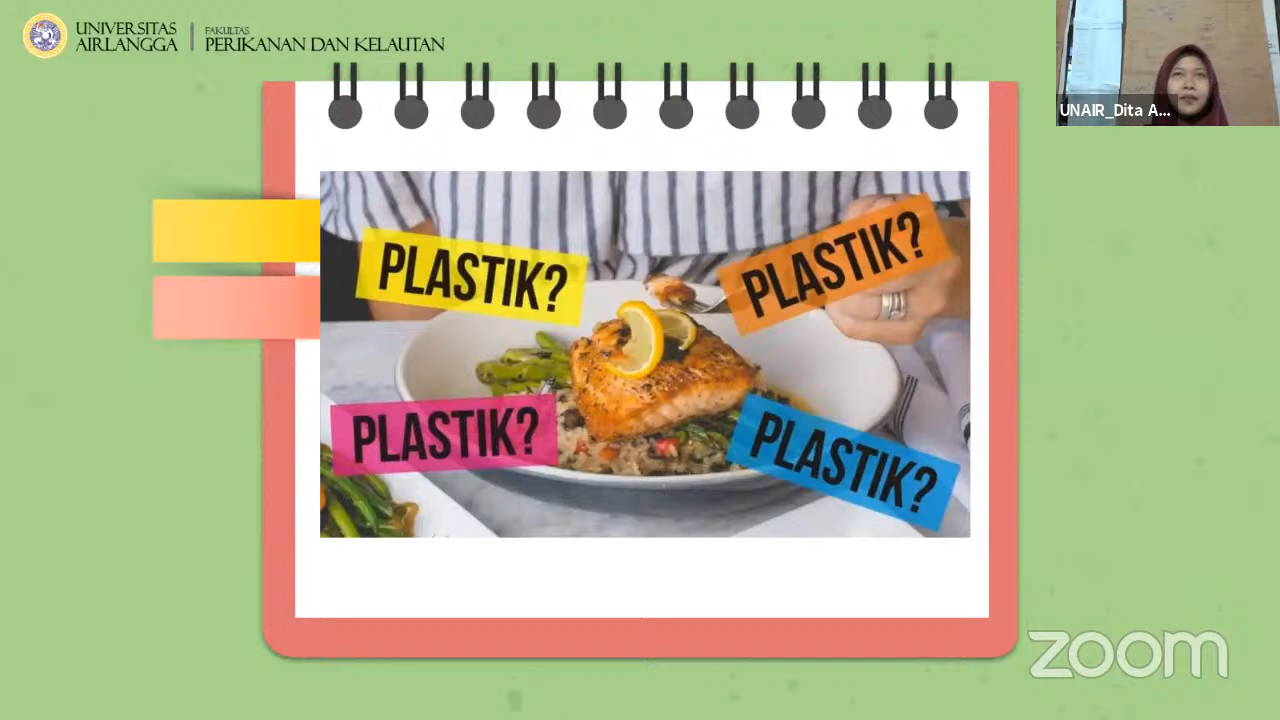 UNIVERSITAS
AIRLANGGA
FAKULTAS
PERIKANAN DAN KELAUTAN
UNAIR_Dita A...
PLASTIK?
PLASTIK?
PLASTIK?
PLASTIK?
zoom